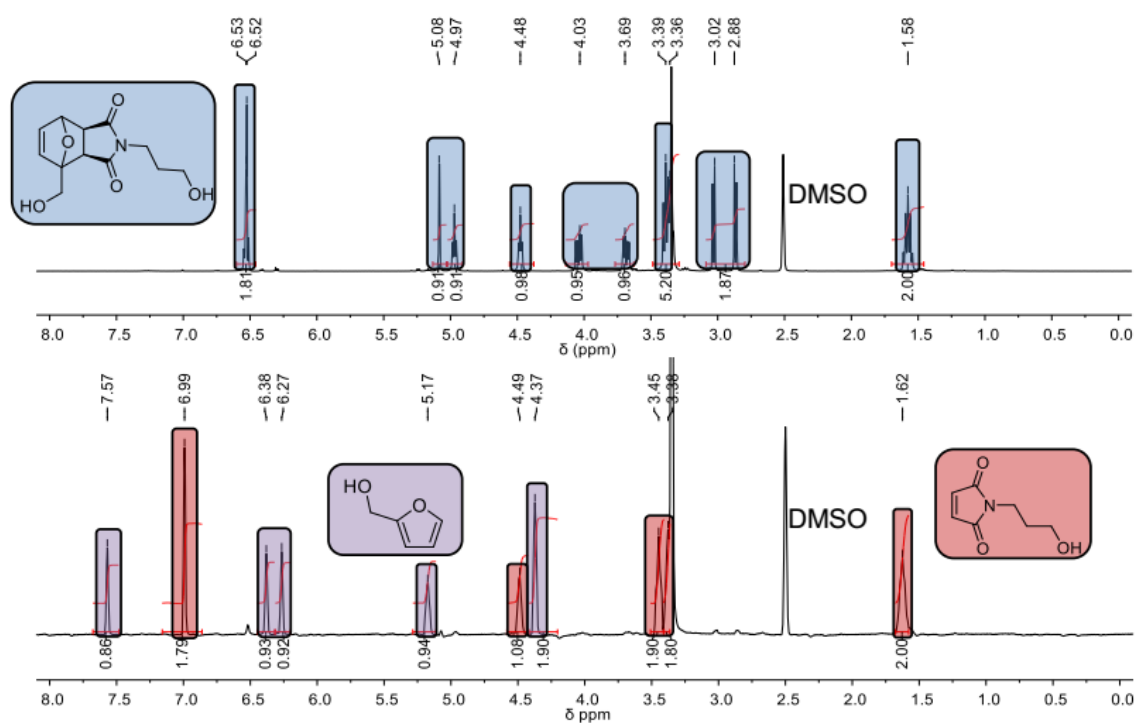 6.53 6.52 5.08 4.97 4.48 4.03 3.69 3.39 3.36 3.02 2.88 1.58
O
O
N
O
HO
OH
DMSO
1.81 0.91 0.91 0.98 0.95 0.96 5.20 1.87 2.00
8.0 7.5 7.0 6.5 6.0 5.5 5.0 4.5 4.0 3.5 3.0 2.5 2.0 1.5 1.0 0.0
δ (ppm)
7.57 6.99 6.38 6.27 5.17 4.49 4.37 3.45 3.38 1.62
HO
O
DMSO
O
N
O
OH
0.86 1.79 0.93 0.92 0.94 1.08 1.90 1.90 1.80 2.00
8.0 7.5 7.0 6.5 6.0 5.5 5.0 4.5 4.0 3.5 3.0 2.5 2.0 1.5 1.0 0.0
δ ppm